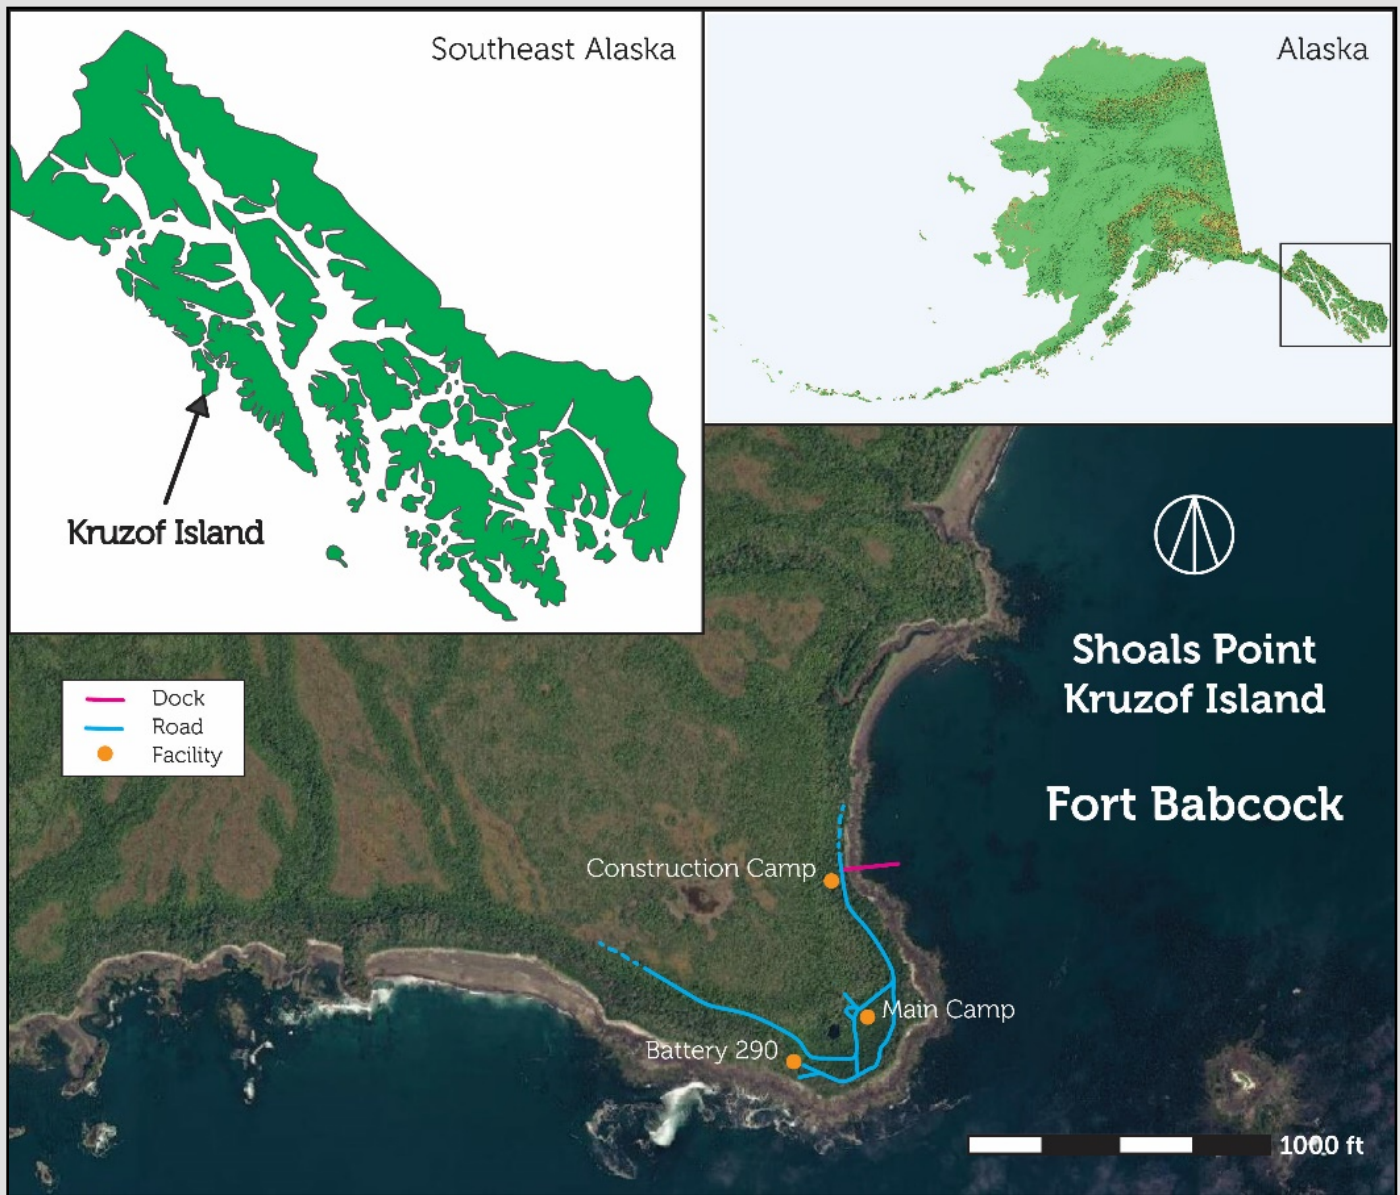 Southeast Alaska
Kruzof Island
Alaska
Shoals Point
Kruzof Island
Fort Babcock
Dock
Road
Facility
Construction Camp
Main Camp
Battery 290
1000 ft